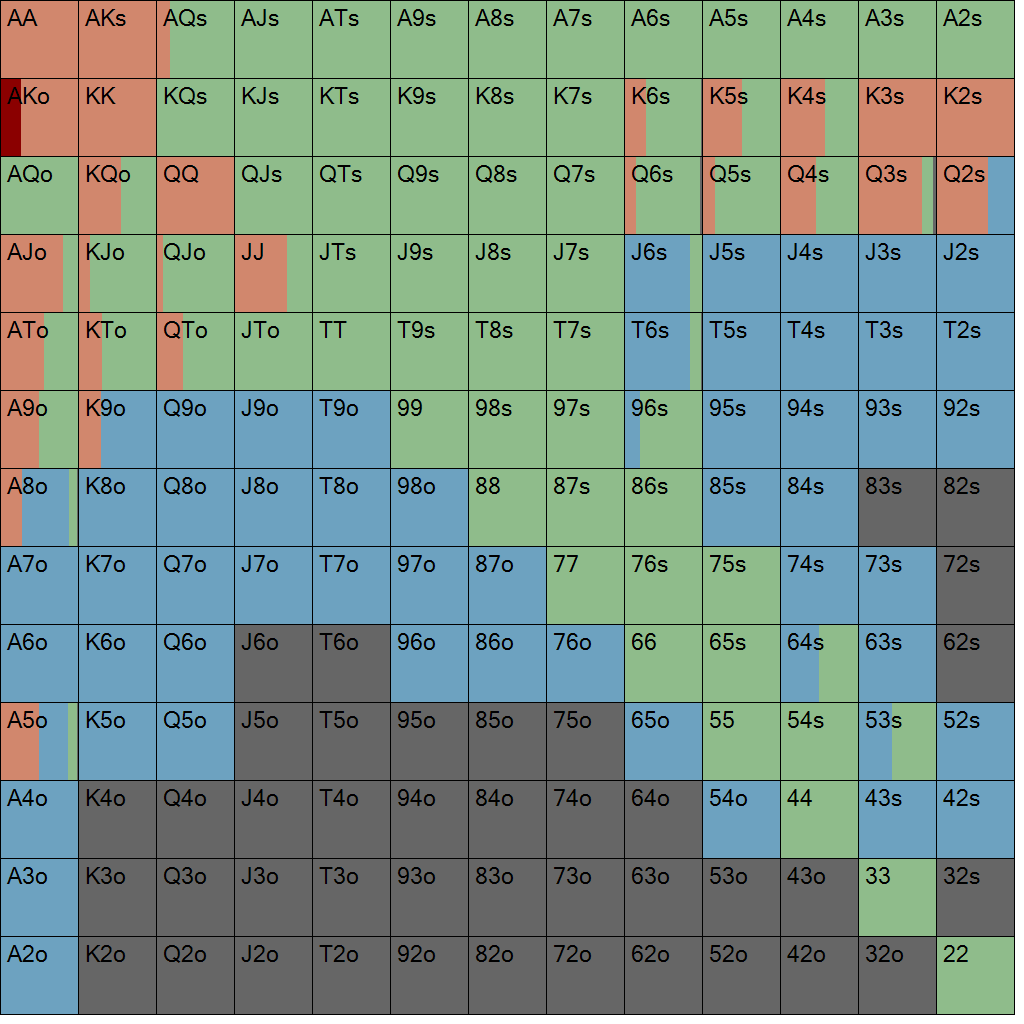 AA AKs AQs AJs ATs A9s A8s A7s A6s A5s A4s A3s A2s
AKo KK KQs KJs KTs K9s K8s K7s K6s K5s K4s K3s K2s
AQo KQo QQ QJs QTs Q9s Q8s Q7s Q6s Q5s Q4s Q3s Q2s
AJo KJo QJo JJ JTs J9s J8s J7s J6s J5s J4s J3s J2s
ATo KTo QTo JTo TT T9s T8s T7s T6s T5s T4s T3s T2s
A9o K9o Q9o J9o T9o 99 98s 97s 96s 95s 94s 93s 92s
A8o K8o Q8o J8o T8o 98o 88 87s 86s 85s 84s 83s 82s
A7o K7o Q7o J7o T7o 97o 87o 77 76s 75s 74s 73s 72s
A6o K6o Q6o J6o T6o 96o 86o 76o 66 65s 64s 63s 62s
A5o K5o Q5o J5o T5o 95o 85o 75o 65o 55 54s 53s 52s
A4o K4o Q4o J4o T4o 94o 84o 74o 64o 54o 44 43s 42s
A3o K3o Q3o J3o T3o 93o 83o 73o 63o 53o 43o 33 32s
A2o K2o Q2o J2o T2o 92o 82o 72o 62o 52o 42o 32o 22